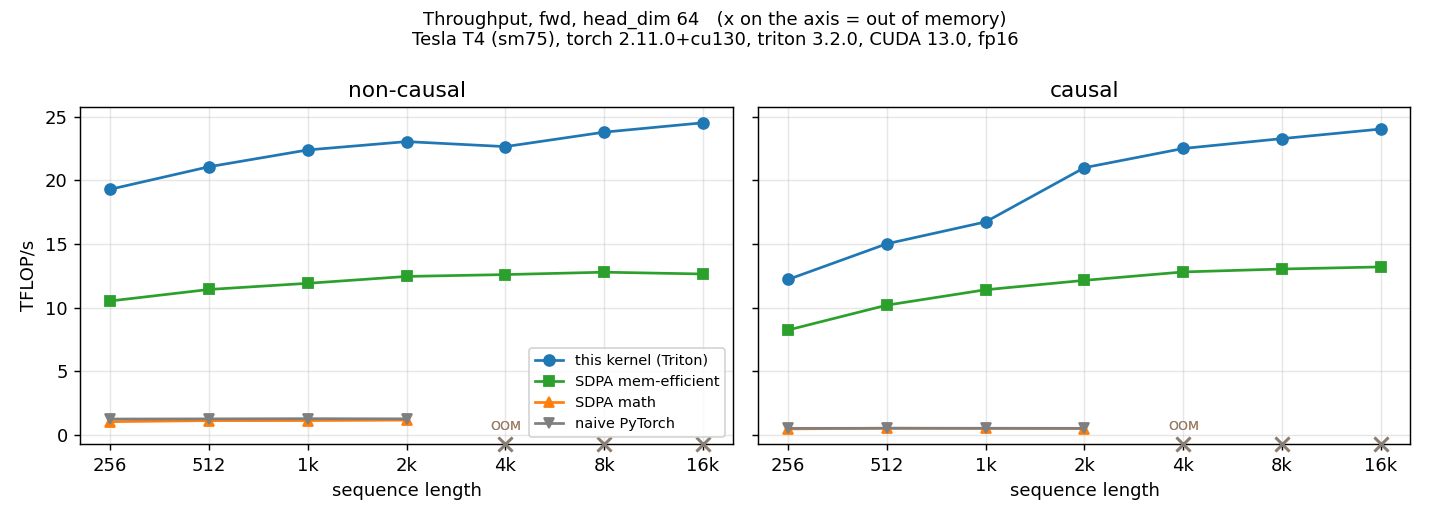 Throughput, fwd, head_dim 64   (x on the axis = out of memory)
Tesla T4 (sm75), torch 2.11.0+cu130, triton 3.2.0, CUDA 13.0, fp16
non-causal
TFLOP/s
25
20
15
10
5
0
this kernel (Triton)
SDPA mem-efficient
SDPA math
naive PyTorch
OOM
256 512 1k 2k 4k 8k 16k
sequence length
causal
OOM
256 512 1k 2k 4k 8k 16k
sequence length